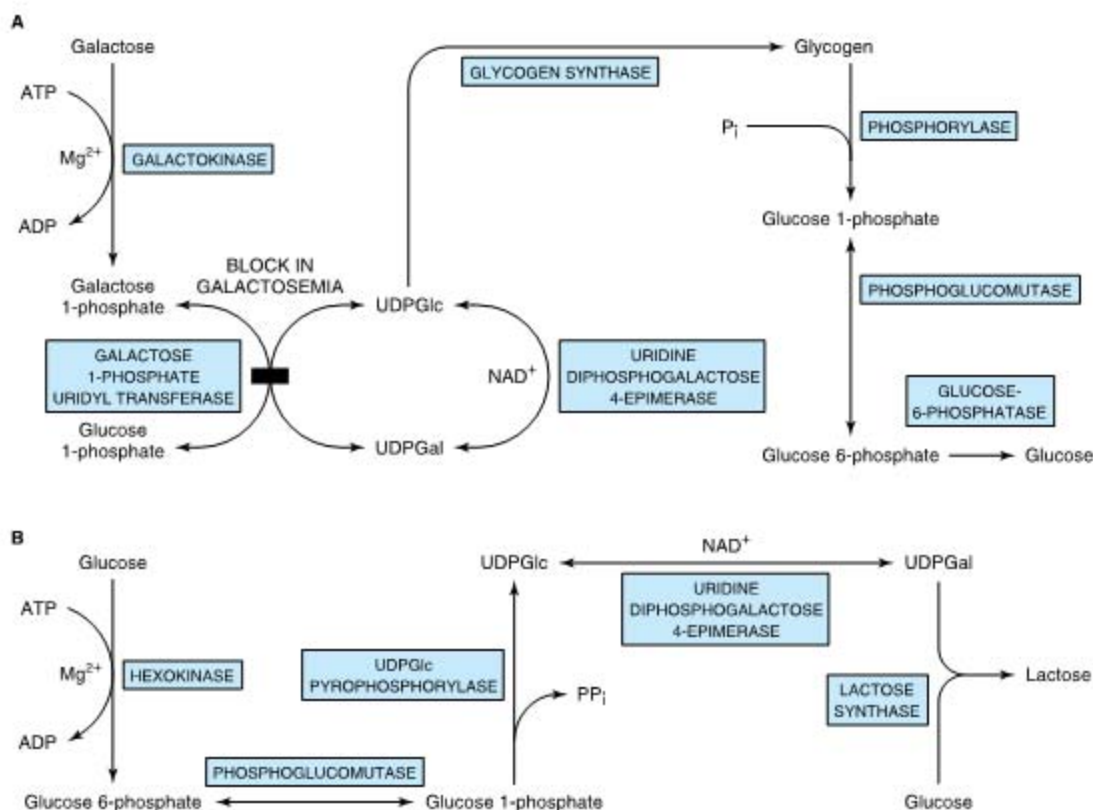 A
Galactose
ATP
Mg2+
GALACTOKINASE
ADP
Galactose
1-phosphate
BLOCK IN
GALACTOSEMIA
GALACTOSE
1-PHOSPHATE
URIDYL TRANSFERASE
Glucose
1-phosphate
UDPGlc
NAD+
URIDINE
DIPHOSPHOGALACTOSE
4-EPIMERASE
UDPGal
GLYCOGEN SYNTHASE
Glycogen
Pi
PHOSPHORYLASE
Glucose 1-phosphate
PHOSPHOGLUCOMUTASE
GLUCOSE-
6-PHOSPHATASE
Glucose 6-phosphate
Glucose
B
Glucose
ATP
Mg2+
HEXOKINASE
ADP
Glucose 6-phosphate
PHOSPHOGLUCOMUTASE
Glucose 1-phosphate
UDPGlc
PYROPHOSPHORYLASE
PPi
UDPGlc
NAD+
URIDINE
DIPHOSPHOGALACTOSE
4-EPIMERASE
UDPGal
LACTOSE
SYNTHASE
Lactose
Glucose